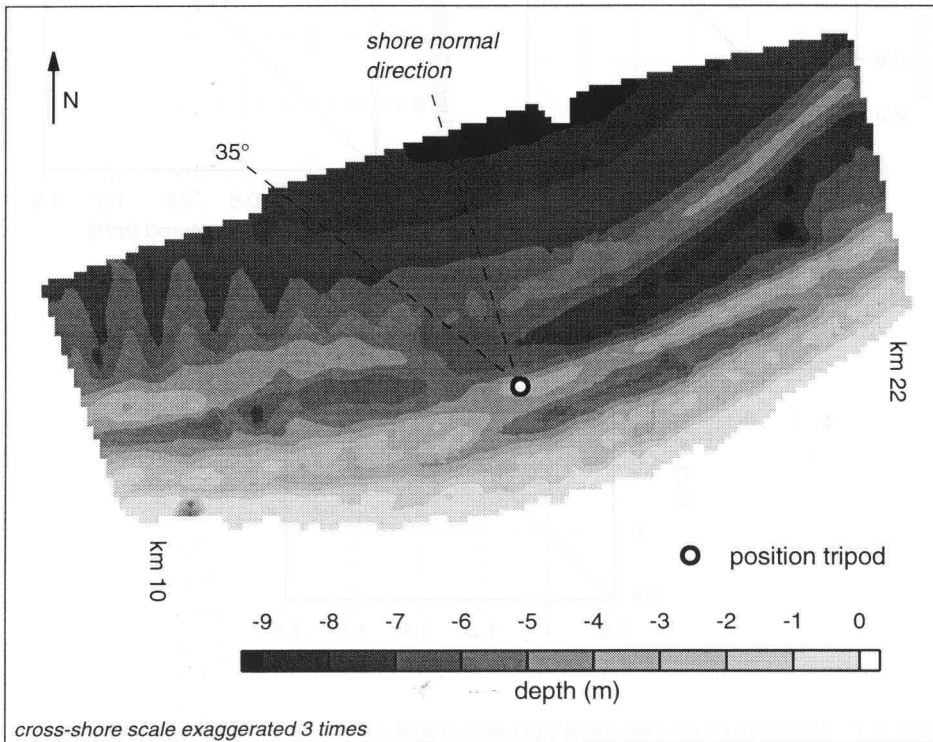 shore normal
direction
N
35°
km 22
km 10
position tripod
-9 -8 -7 -6 -5 -4 -3 -2 -1 0
depth (m)
cross-shore scale exaggerated 3 times